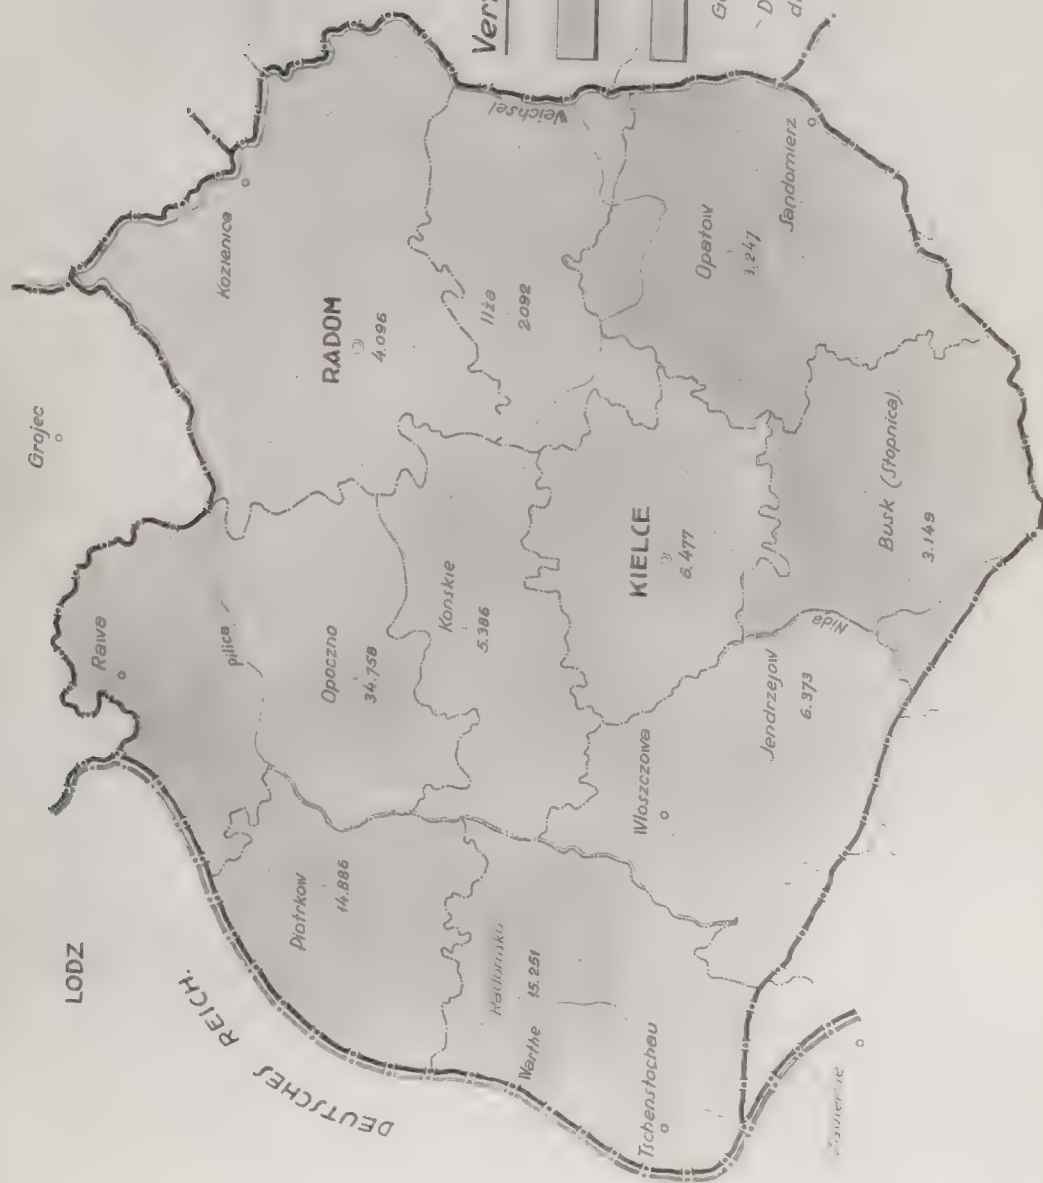 LODZ
DEUTSCHES REICH.
Grojec
Rawa
Pilica
Kozienice
Piotrkow
14.886
Opoczno
34.758
RADOM
4.096
Konskie
5.386
Ilża
2092
Weichsel
Radomsko
15.251
Warthe
Tschenstochau
Wloszczowa
KIELCE
6.477
Opatow
3.247
Sandomierz
Jendrzejow
6.373
Nida
Busk (Stopnica)
3.149
Ver
G
D
d